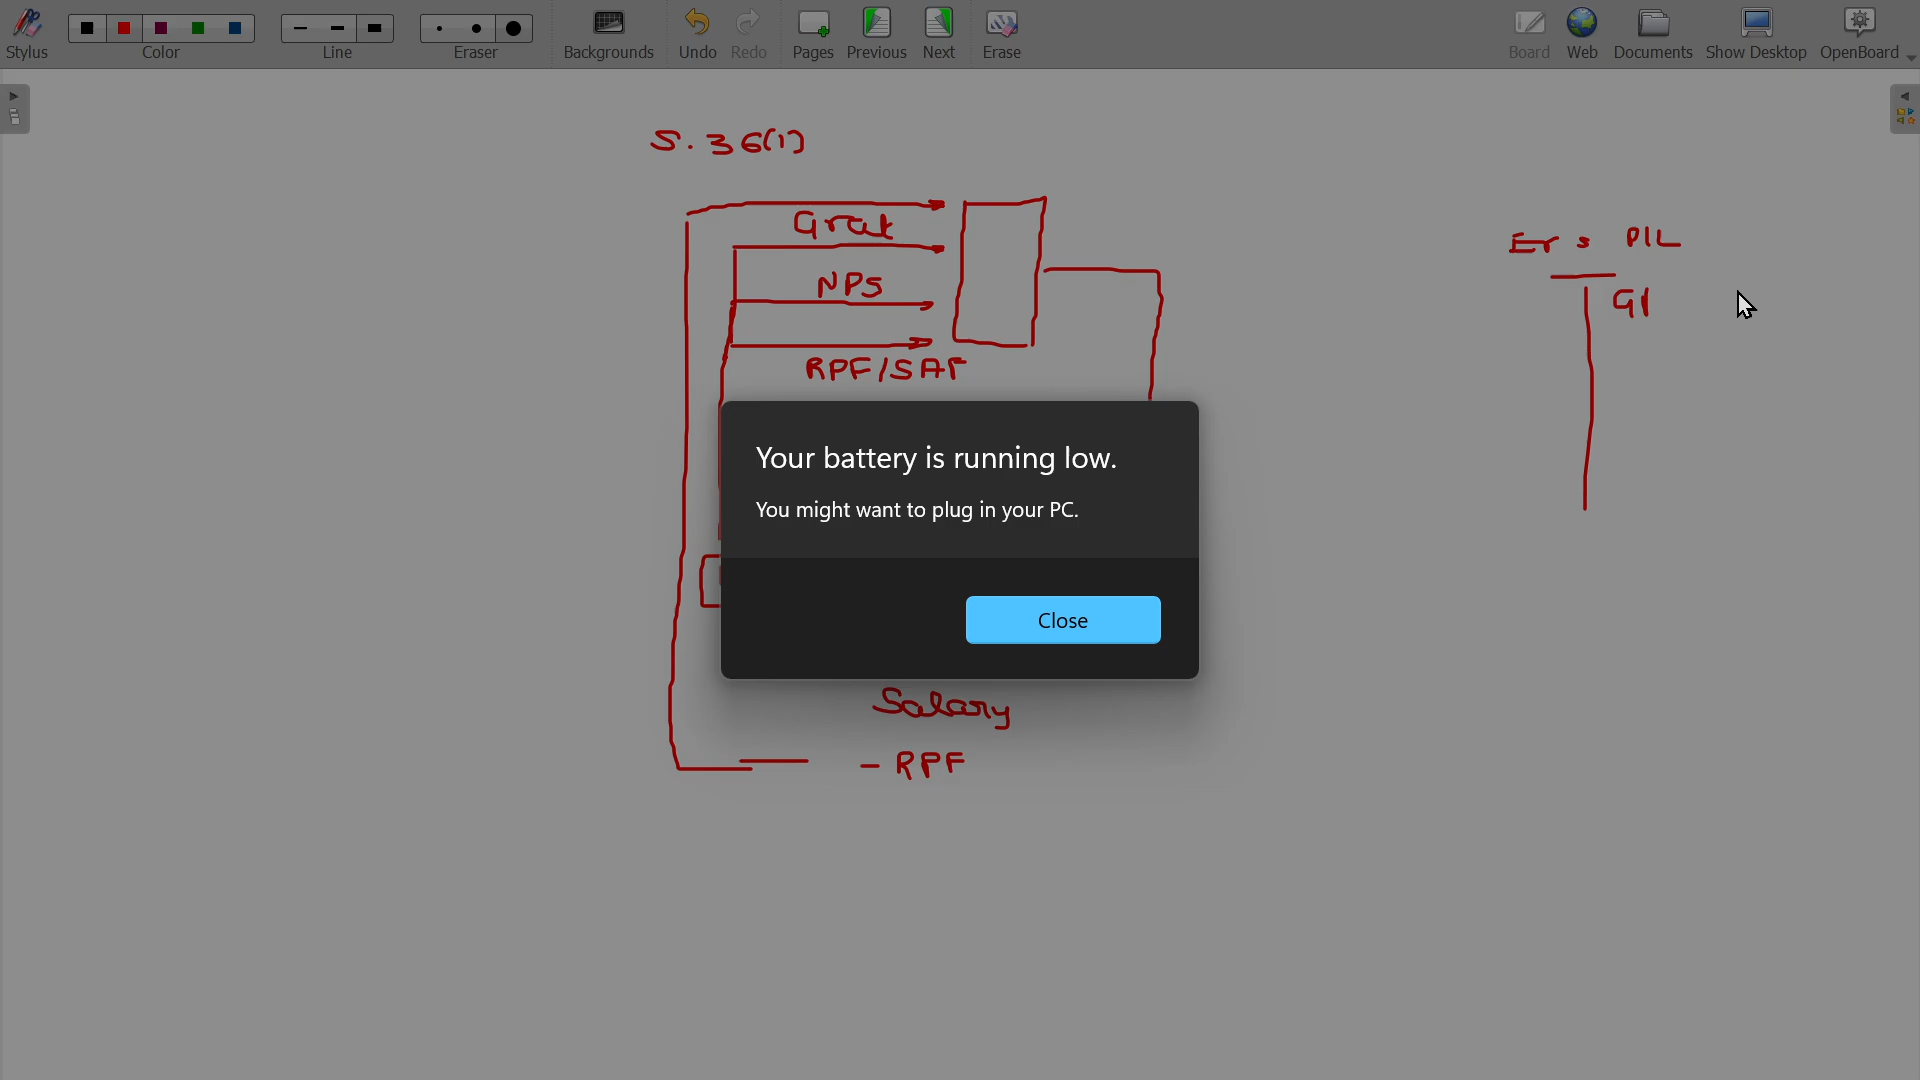 Stylus Color Line Eraser Backgrounds Undo Redo Pages Previous Next Erase Board Web Documents Show Desktop OpenBoard
S. 36(1)
Grat
NPS
RPF/SAF
Er's P/L
GP
Your battery is running low.
You might want to plug in your PC.
Close
Salary
- RPF